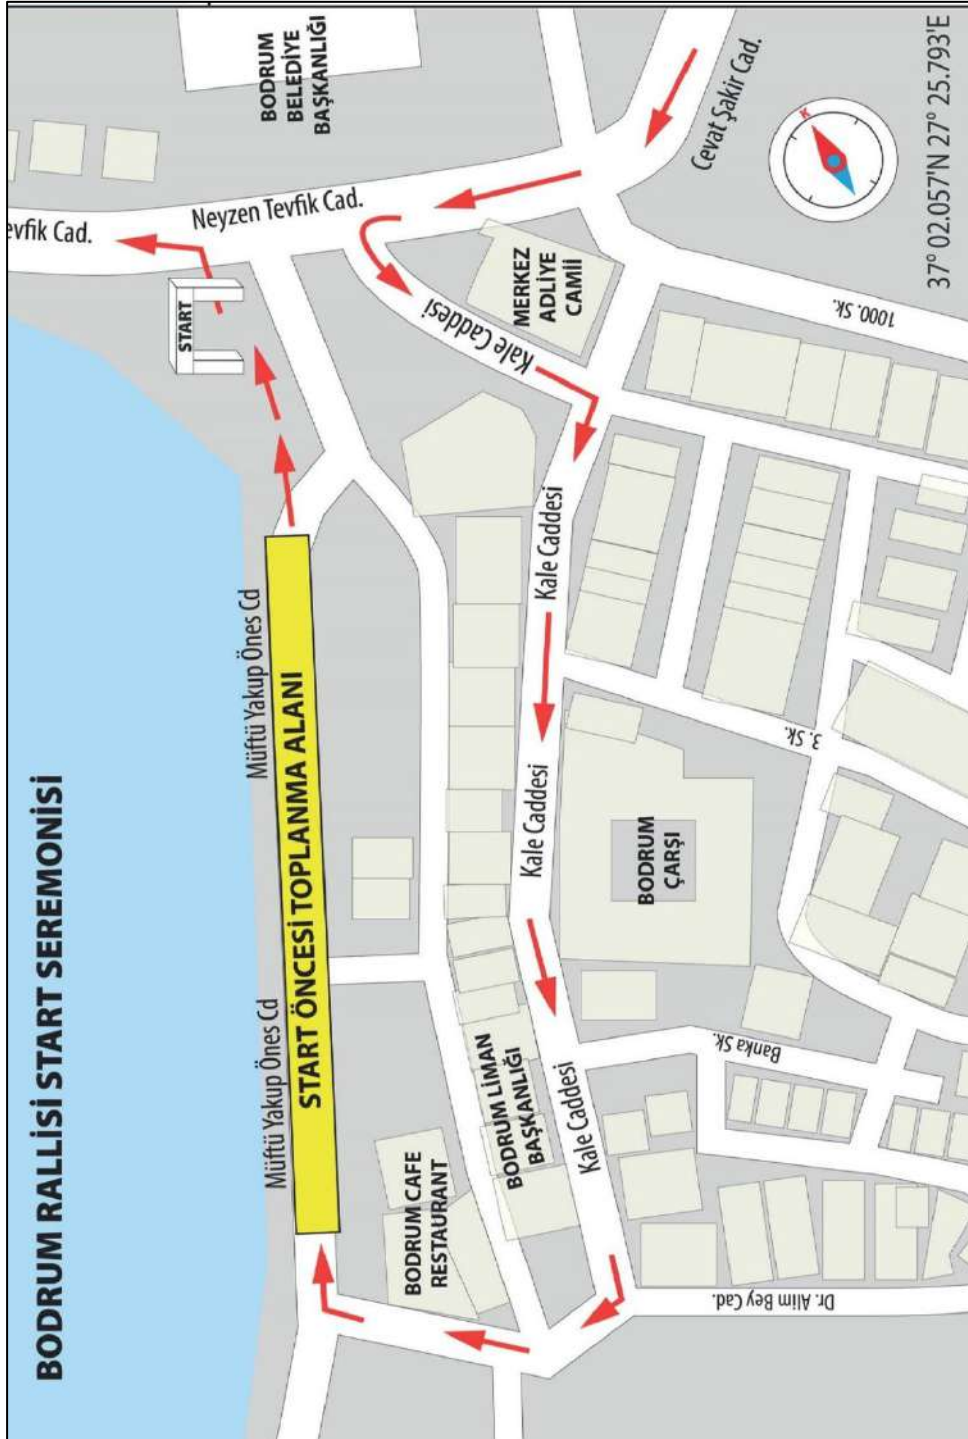 BODRUM RALLİSİ START SEREMONİSİ
Müftü Yakup Önes Cd
Müftü Yakup Önes Cd
START ÖNCESİ TOPLANMA ALANI
START
evfik Cad.
Neyzen Tevfik Cad.
BODRUM
BELEDİYE
BAŞKANLIĞI
Cevat Şakir Cad.
K
37° 02.057'N 27° 25.793'E
MERKEZ
ADLİYE
CAMİİ
Kale Caddesi
1000. Sk.
Kale Caddesi
Kale Caddesi
3. Sk.
BODRUM
ÇARŞI
Kale Caddesi
Banka Sk.
BODRUM LİMAN
BAŞKANLIĞI
BODRUM CAFE
RESTAURANT
Dr. Alim Bey Cad.